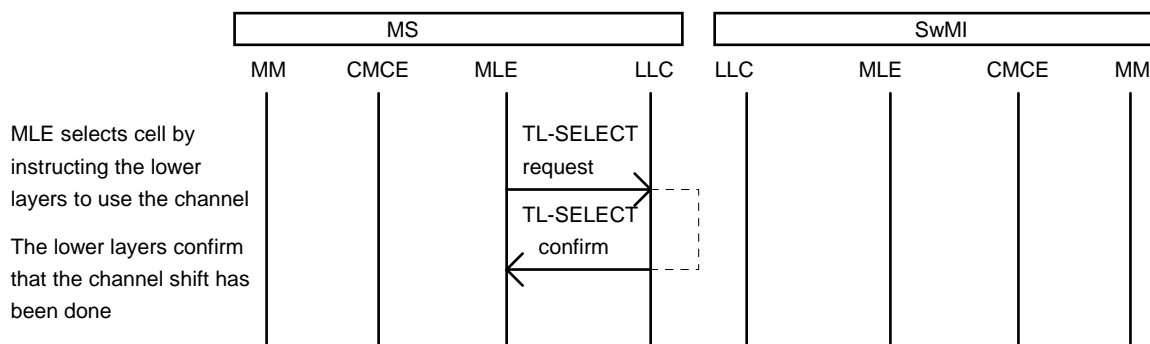 MS
SwMI
MM CMCE MLE LLC LLC MLE CMCE MM
MLE selects cell by
instructing the lower
layers to use the channel
TL-SELECT
request
TL-SELECT
confirm
The lower layers confirm
that the channel shift has
been done